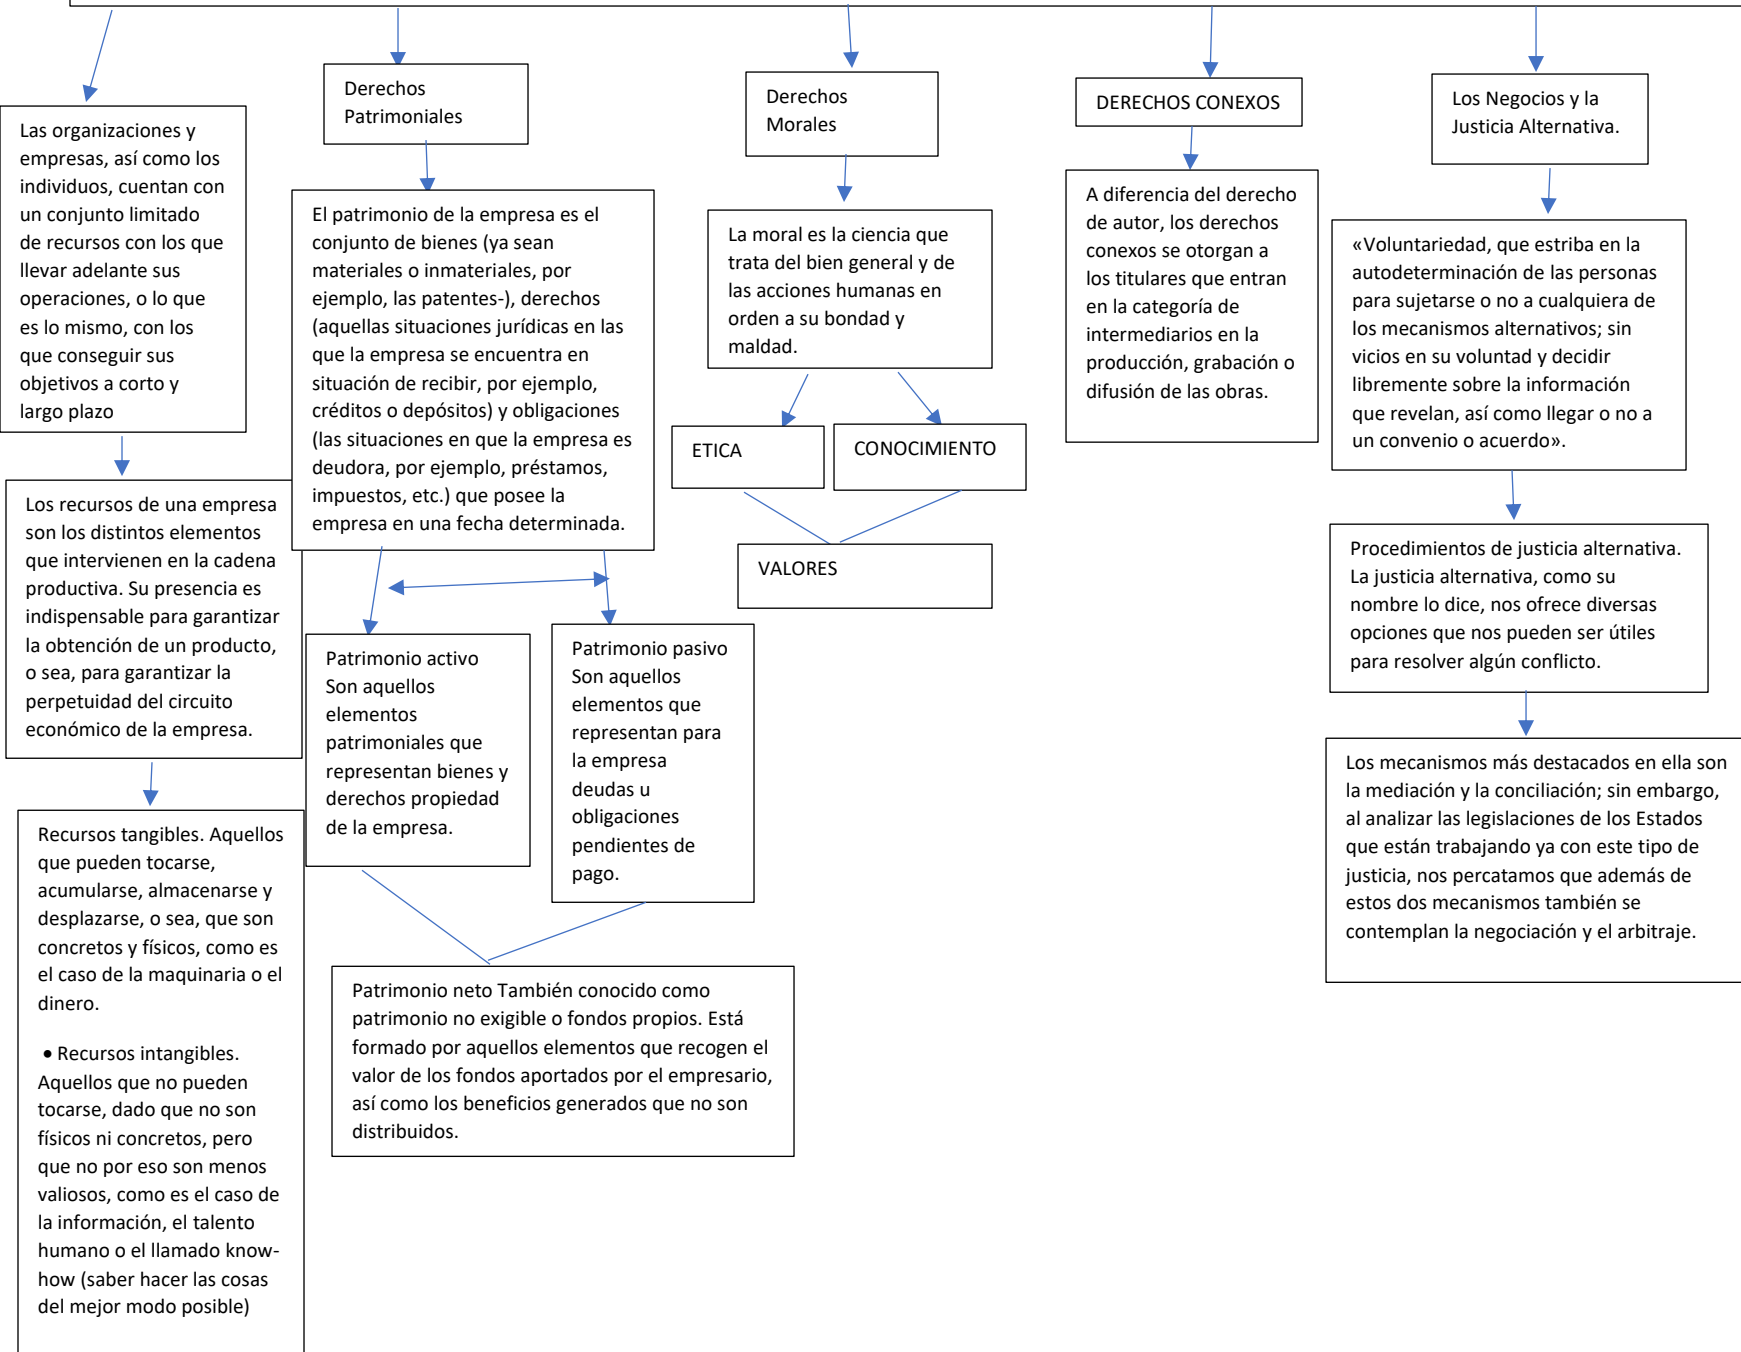 Las organizaciones y
empresas, así como los
individuos, cuentan con
un conjunto limitado
de recursos con los que
llevar adelante sus
operaciones, o lo que
es lo mismo, con los
que conseguir sus
objetivos a corto y
largo plazo
Los recursos de una empresa
son los distintos elementos
que intervienen en la cadena
productiva. Su presencia es
indispensable para garantizar
la obtención de un producto,
o sea, para garantizar la
perpetuidad del circuito
económico de la empresa.
Recursos tangibles. Aquellos
que pueden tocarse,
acumularse, almacenarse y
desplazarse, o sea, que son
concretos y físicos, como es
el caso de la maquinaria o el
dinero.
• Recursos intangibles.
Aquellos que no pueden
tocarse, dado que no son
físicos ni concretos, pero
que no por eso son menos
valiosos, como es el caso de
la información, el talento
humano o el llamado know-
how (saber hacer las cosas
del mejor modo posible)
Derechos
Patrimoniales
El patrimonio de la empresa es el
conjunto de bienes (ya sean
materiales o inmateriales, por
ejemplo, las patentes-), derechos
(aquellas situaciones jurídicas en las
que la empresa se encuentra en
situación de recibir, por ejemplo,
créditos o depósitos) y obligaciones
(las situaciones en que la empresa es
deudora, por ejemplo, préstamos,
impuestos, etc.) que posee la
empresa en una fecha determinada.
Patrimonio activo
Son aquellos
elementos
patrimoniales que
representan bienes y
derechos propiedad
de la empresa.
Patrimonio pasivo
Son aquellos
elementos que
representan para
la empresa
deudas u
obligaciones
pendientes de
pago.
Patrimonio neto También conocido como
patrimonio no exigible o fondos propios. Está
formado por aquellos elementos que recogen el
valor de los fondos aportados por el empresario,
así como los beneficios generados que no son
distribuidos.
Derechos
Morales
La moral es la ciencia que
trata del bien general y de
las acciones humanas en
orden a su bondad y
maldad.
ETICA
CONOCIMIENTO
VALORES
DERECHOS CONEXOS
A diferencia del derecho
de autor, los derechos
conexos se otorgan a
los titulares que entran
en la categoría de
intermediarios en la
producción, grabación o
difusión de las obras.
Los Negocios y la
Justicia Alternativa.
«Voluntariedad, que estriba en la
autodeterminación de las personas
para sujetarse o no a cualquiera de
los mecanismos alternativos; sin
vicios en su voluntad y decidir
libremente sobre la información
que revelan, así como llegar o no a
un convenio o acuerdo».
Procedimientos de justicia alternativa.
La justicia alternativa, como su
nombre lo dice, nos ofrece diversas
opciones que nos pueden ser útiles
para resolver algún conflicto.
Los mecanismos más destacados en ella son
la mediación y la conciliación; sin embargo,
al analizar las legislaciones de los Estados
que están trabajando ya con este tipo de
justicia, nos percatamos que además de
estos dos mecanismos también se
contemplan la negociación y el arbitraje.